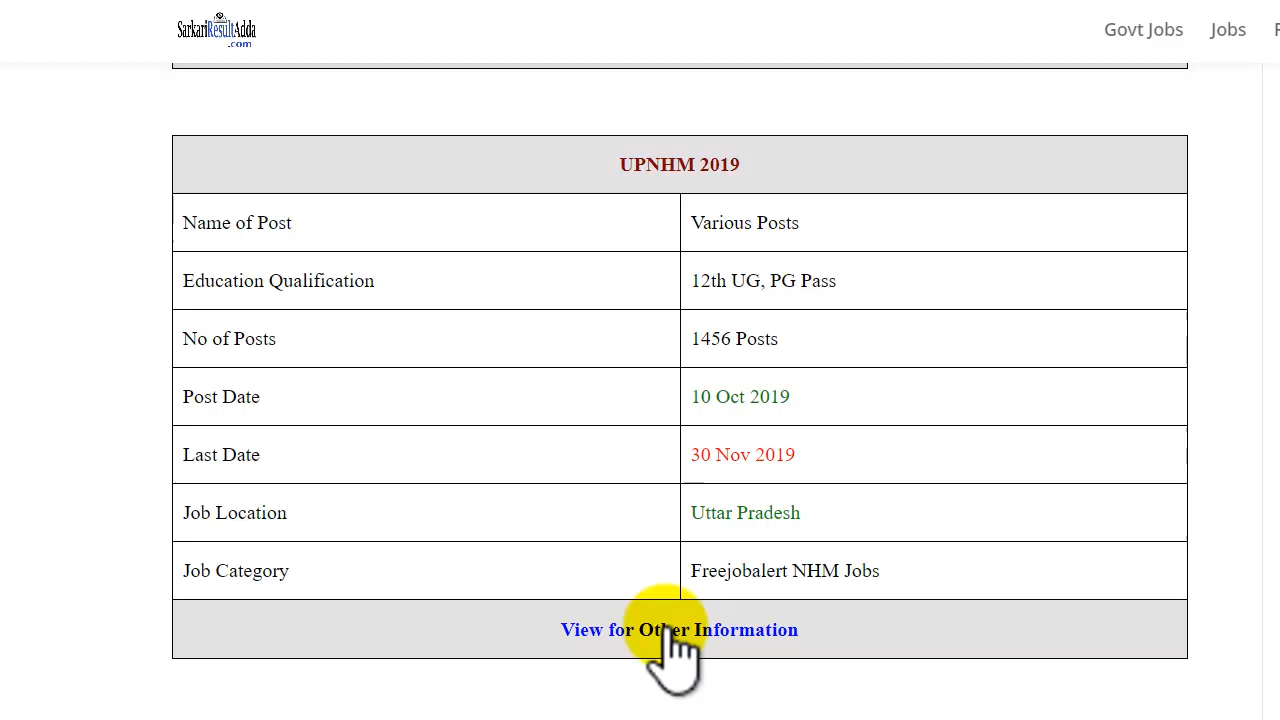 SarkariResultAdda
.com
Govt Jobs
Jobs
UPNHM 2019
Name of Post
Various Posts
Education Qualification
12th UG, PG Pass
No of Posts
1456 Posts
Post Date
10 Oct 2019
Last Date
30 Nov 2019
Job Location
Uttar Pradesh
Job Category
Freejobalert NHM Jobs
View for Other Information